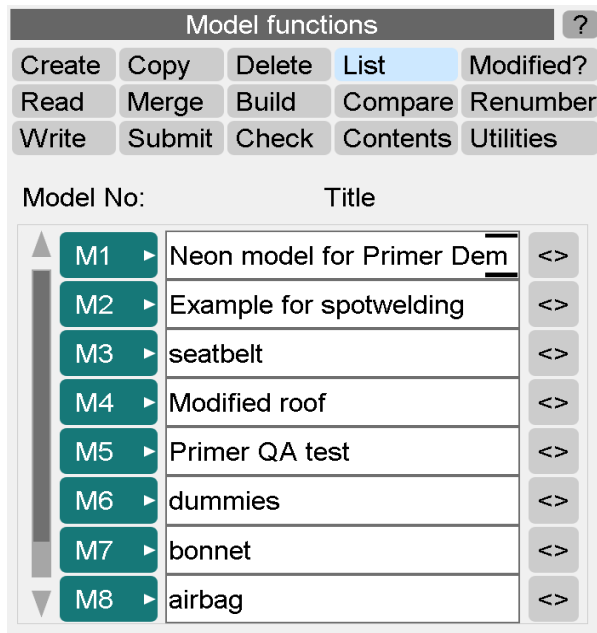 Model functions ?
Create Copy Delete List Modified?
Read Merge Build Compare Renumber
Write Submit Check Contents Utilities
Model No: Title
M1 Neon model for Primer Dem <>
M2 Example for spotwelding <>
M3 seatbelt <>
M4 Modified roof <>
M5 Primer QA test <>
M6 dummies <>
M7 bonnet <>
M8 airbag <>